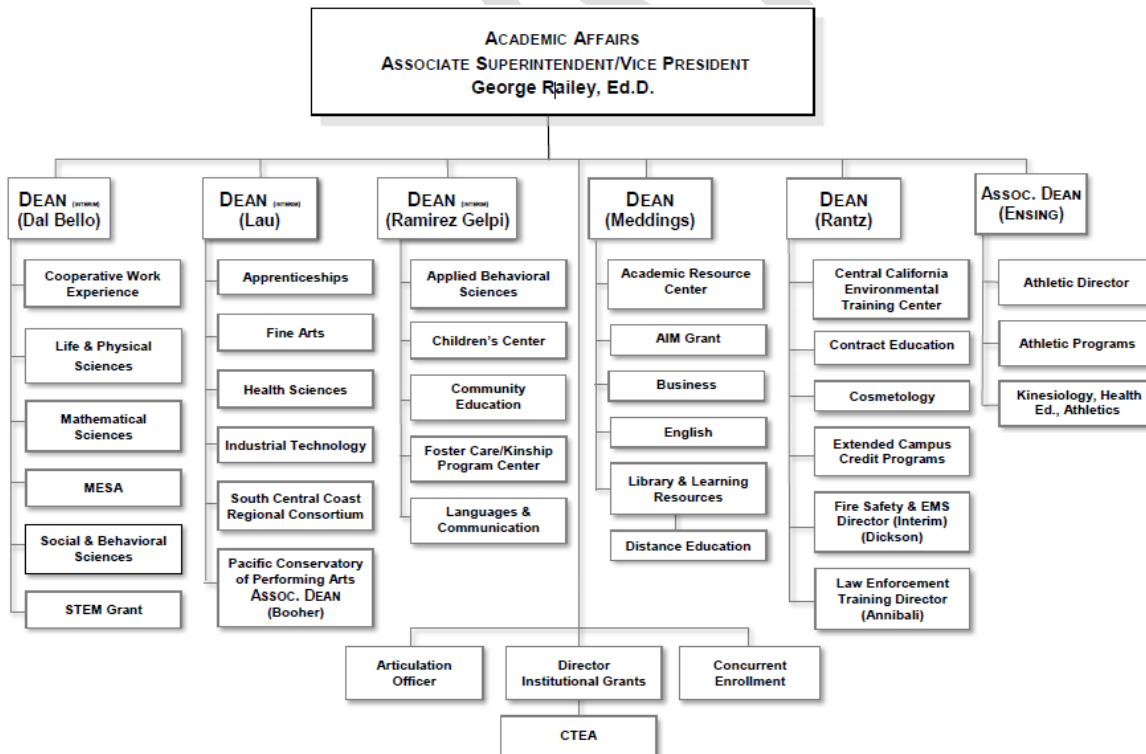 ACADEMIC AFFAIRS
ASSOCIATE SUPERINTENDENT/VICE PRESIDENT
George Railey, Ed.D.
DEAN (INTERIM)
(Dal Bello)
Cooperative Work
Experience
Life & Physical
Sciences
Mathematical
Sciences
MESA
Social & Behavioral
Sciences
STEM Grant
DEAN (INTERIM)
(Lau)
Apprenticeships
Fine Arts
Health Sciences
Industrial Technology
South Central Coast
Regional Consortium
Pacific Conservatory
of Performing Arts
ASSOC. DEAN
(Booher)
DEAN (INTERIM)
(Ramirez Gelpi)
Applied Behavioral
Sciences
Children's Center
Community
Education
Foster Care/Kinship
Program Center
Languages &
Communication
DEAN
(Meddings)
Academic Resource
Center
AIM Grant
Business
English
Library & Learning
Resources
Distance Education
DEAN
(Rantz)
Central California
Environmental
Training Center
Contract Education
Cosmetology
Extended Campus
Credit Programs
Fire Safety & EMS
Director (Interim)
(Dickson)
Law Enforcement
Training Director
(Annibali)
ASSOC. DEAN
(ENSING)
Athletic Director
Athletic Programs
Kinesiology, Health
Ed., Athletics
Articulation
Officer
Director
Institutional Grants
Concurrent
Enrollment
CTEA